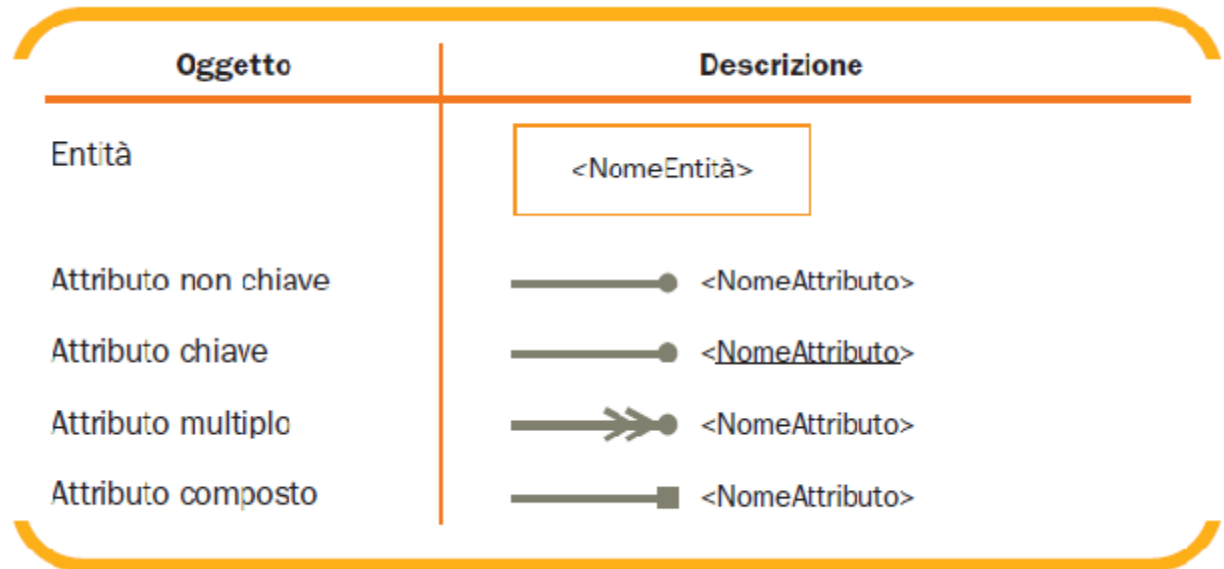 Oggetto Descrizione
Entità <NomeEntità>
Attributo non chiave <NomeAttributo>
Attributo chiave <NomeAttributo>
Attributo multiplo <NomeAttributo>
Attributo composto <NomeAttributo>